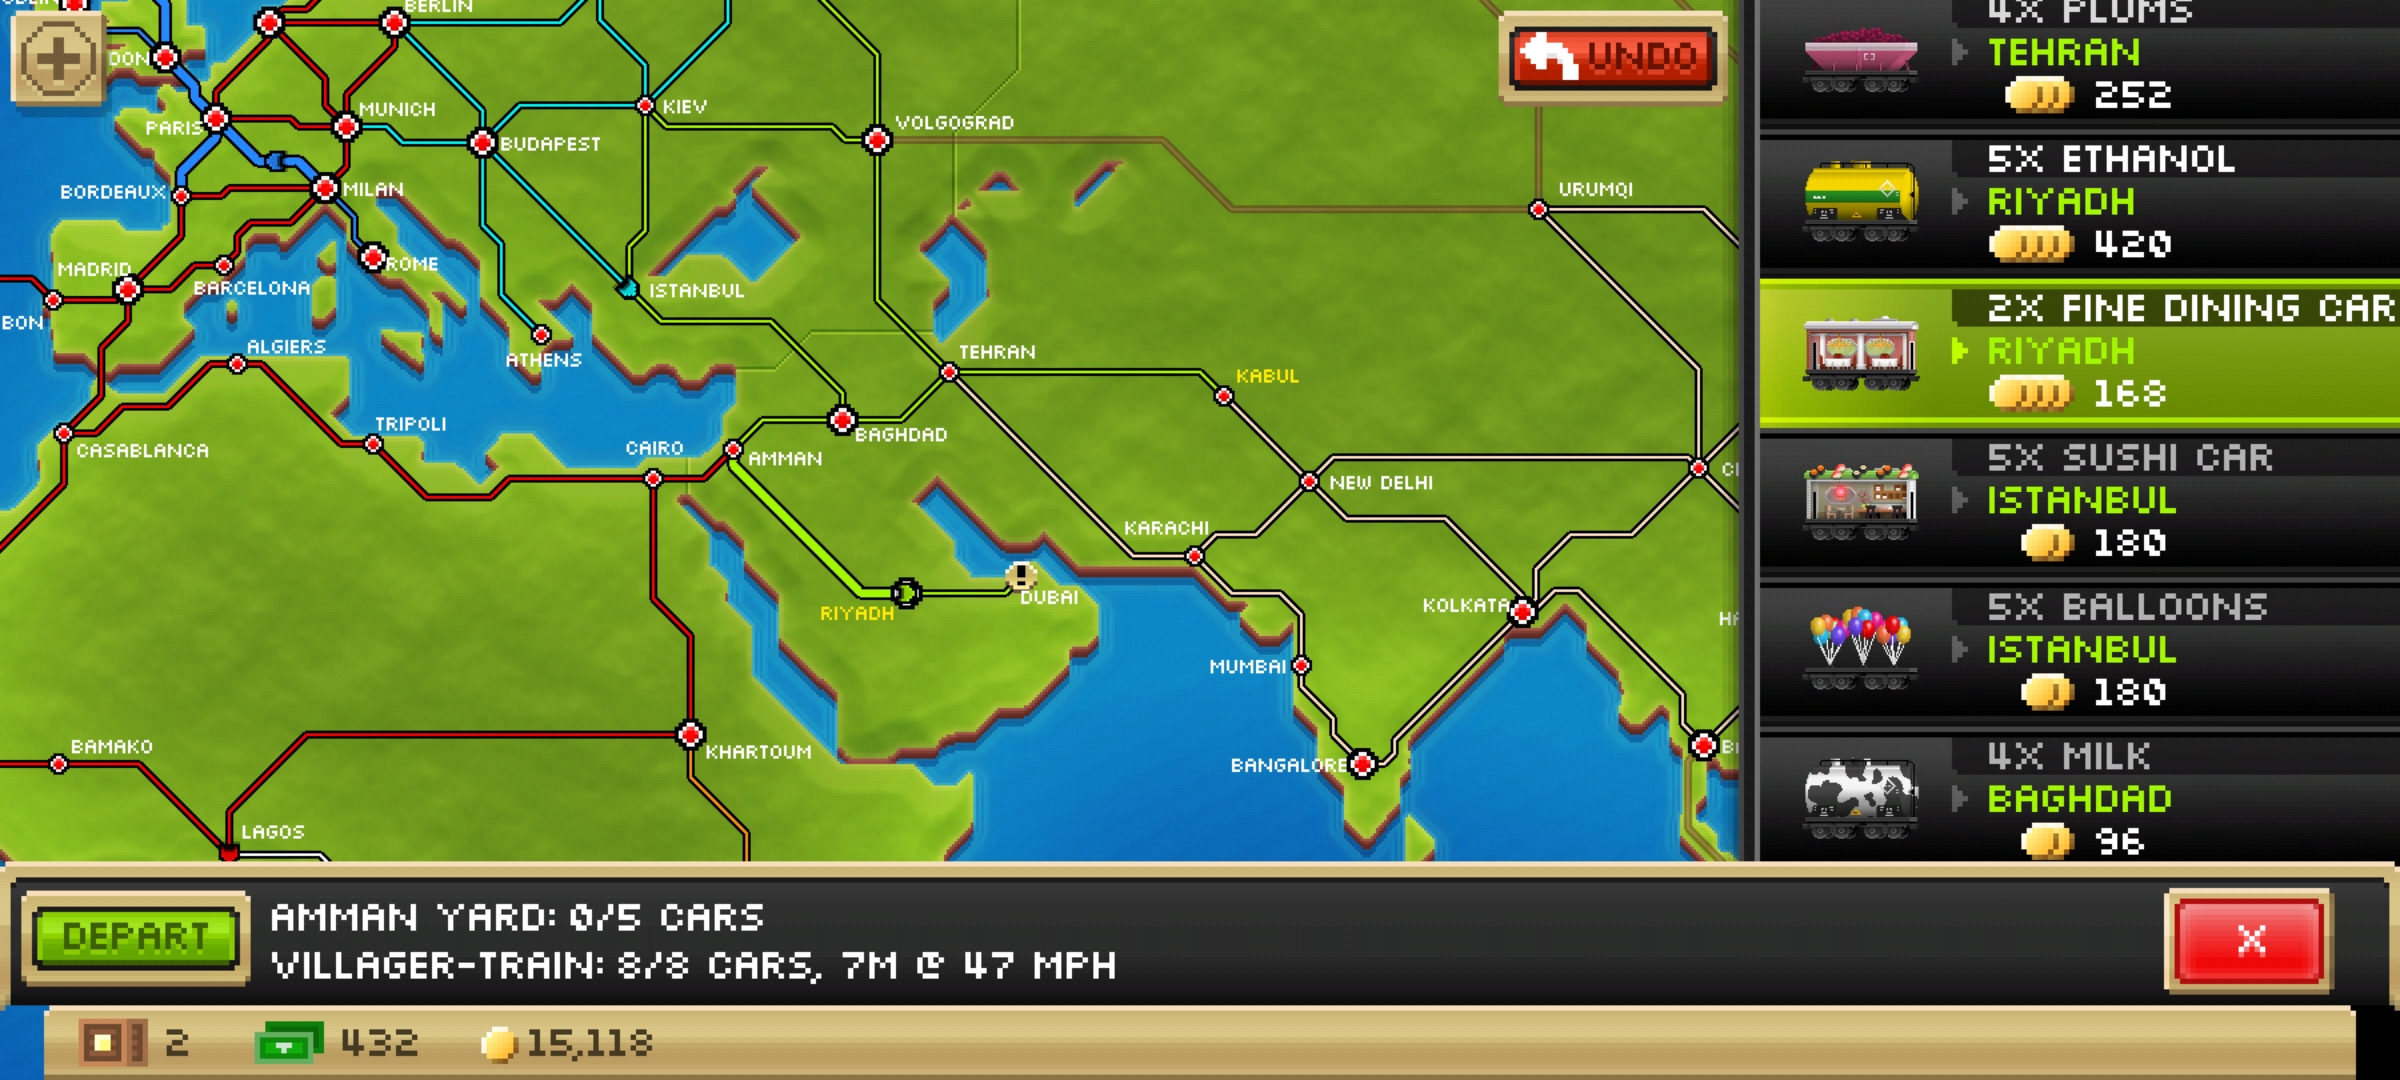 BERLIN
DON
PARIS
MUNICH
BUDAPEST
KIEV
VOLGOGRAD
UNDO
URUMQI
BORDEAUX
MILAN
MADRID
ROME
BARCELONA
BON
ISTANBUL
ALGIERS
ATHENS
TEHRAN
KABUL
TRIPOLI
CASABLANCA
CAIRO
BAGHDAD
AMMAN
NEW DELHI
KARACHI
RIYADH
DUBAI
KOLKATA
MUMBAI
BAMAKO
KHARTOUM
BANGALORE
LAGOS
4X PLUMS
TEHRAN
252
5X ETHANOL
RIYADH
420
2X FINE DINING CAR
RIYADH
168
5X SUSHI CAR
ISTANBUL
180
5X BALLOONS
ISTANBUL
180
4X MILK
BAGHDAD
96
DEPART
AMMAN YARD: 0/5 CARS
VILLAGER-TRAIN: 8/8 CARS, 7M @ 47 MPH
X
2
432
15,118